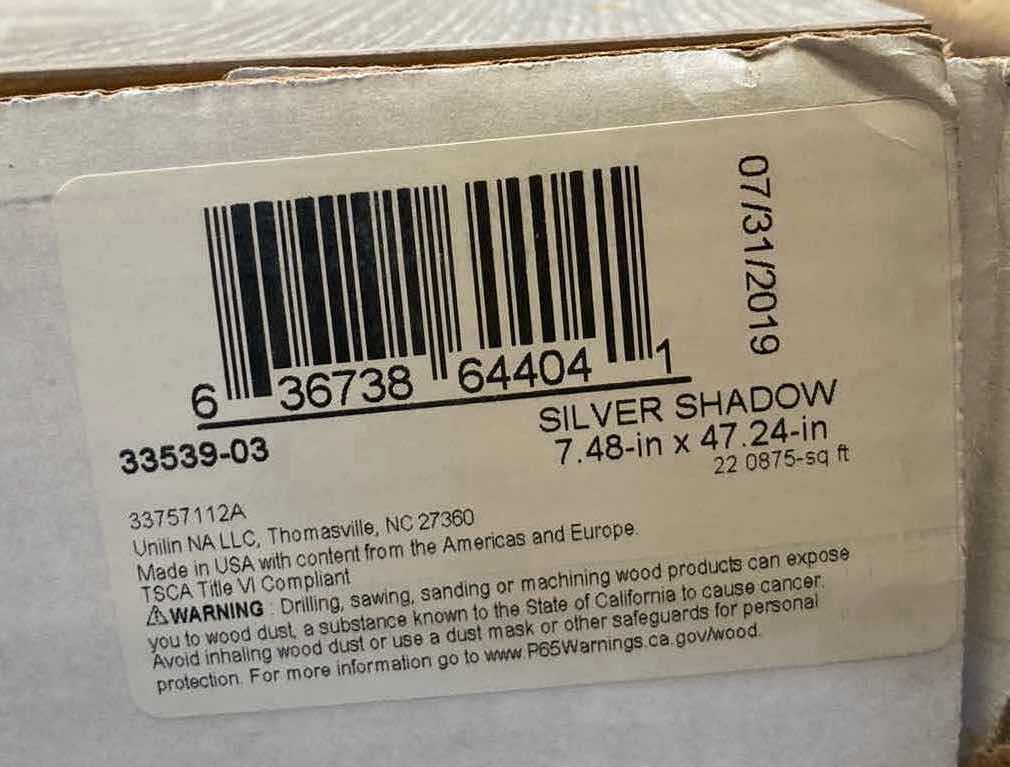 07/31/2019
6 36738 64404 1
33539-03
SILVER SHADOW
7.48-in x 47.24-in
22 0875-sq ft
33757112A
Unilin NA LLC, Thomasville, NC 27360
Made in USA with content from the Americas and Europe.
TSCA Title VI Compliant
⚠WARNING : Drilling, sawing, sanding or machining wood products can expose
you to wood dust, a substance known to the State of California to cause cancer.
Avoid inhaling wood dust or use a dust mask or other safeguards for personal
protection. For more information go to www.P65Warnings.ca.gov/wood.